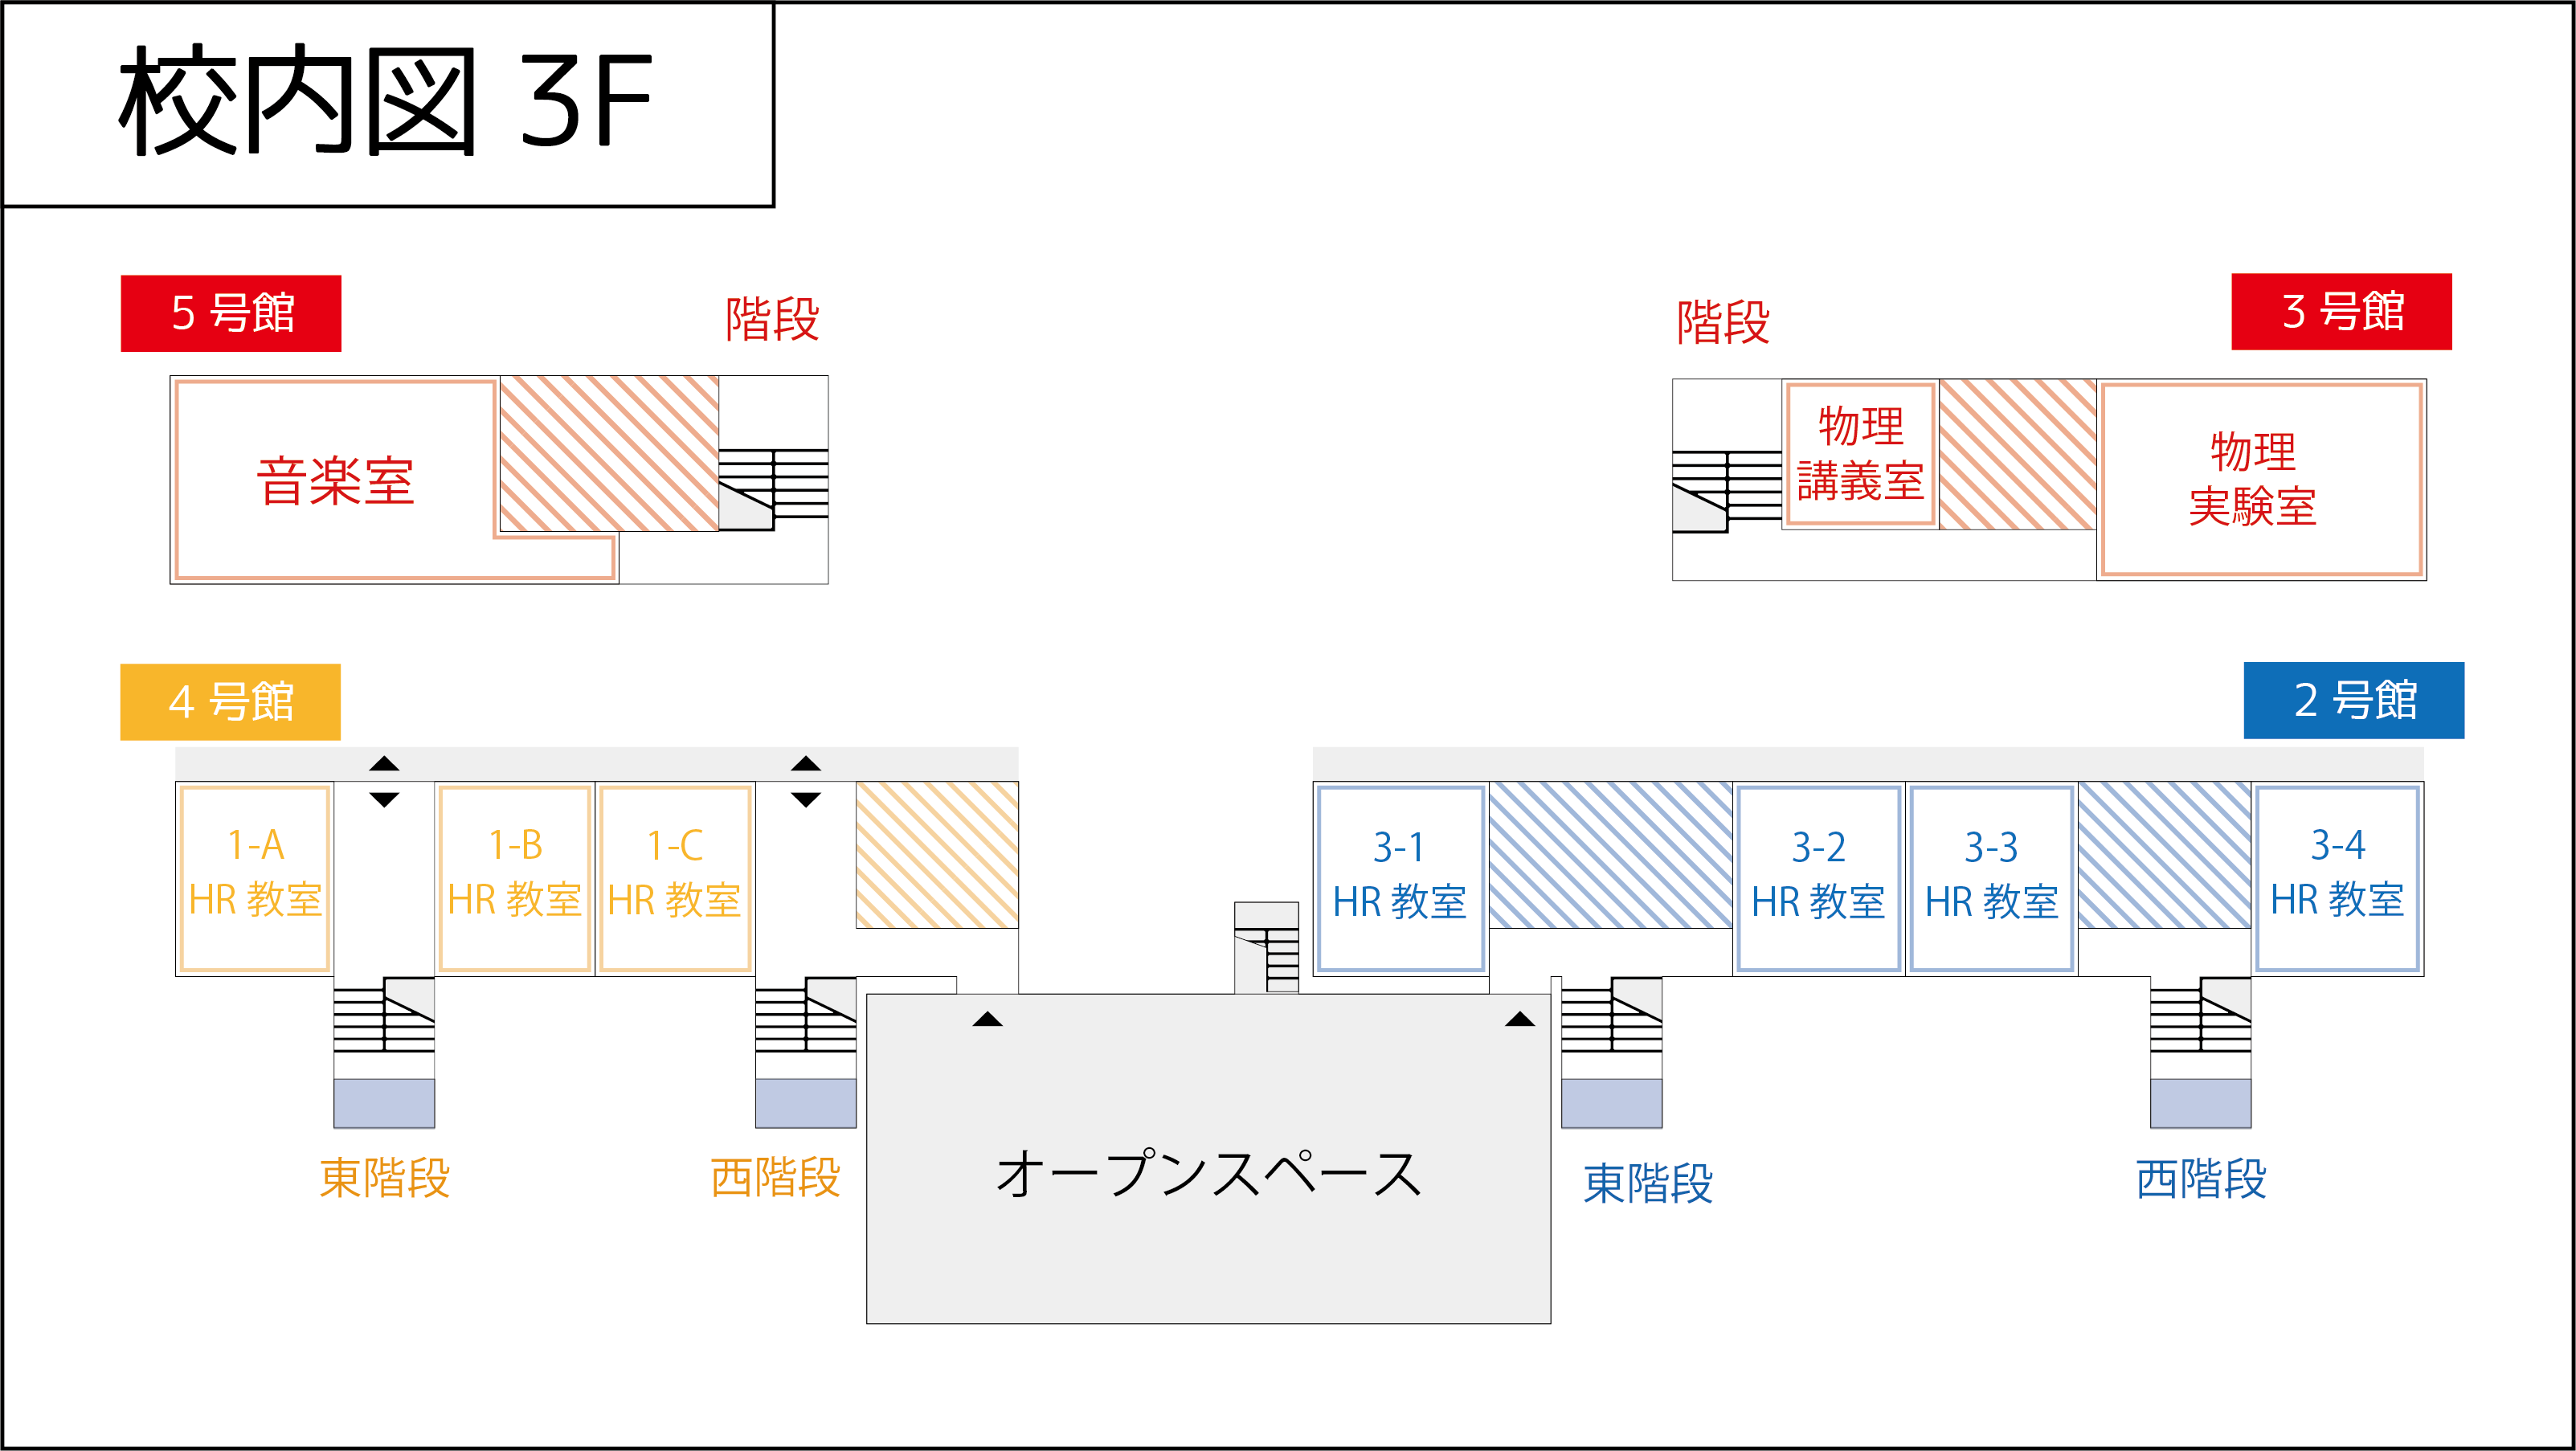 校内図 3F
5 号館
階段
階段
3 号館
音楽室
物理
講義室
物理
実験室
4 号館
2 号館
1-A
HR 教室
1-B
HR 教室
1-C
HR 教室
3-1
HR 教室
3-2
HR 教室
3-3
HR 教室
3-4
HR 教室
東階段
西階段
オープンスペース
東階段
西階段